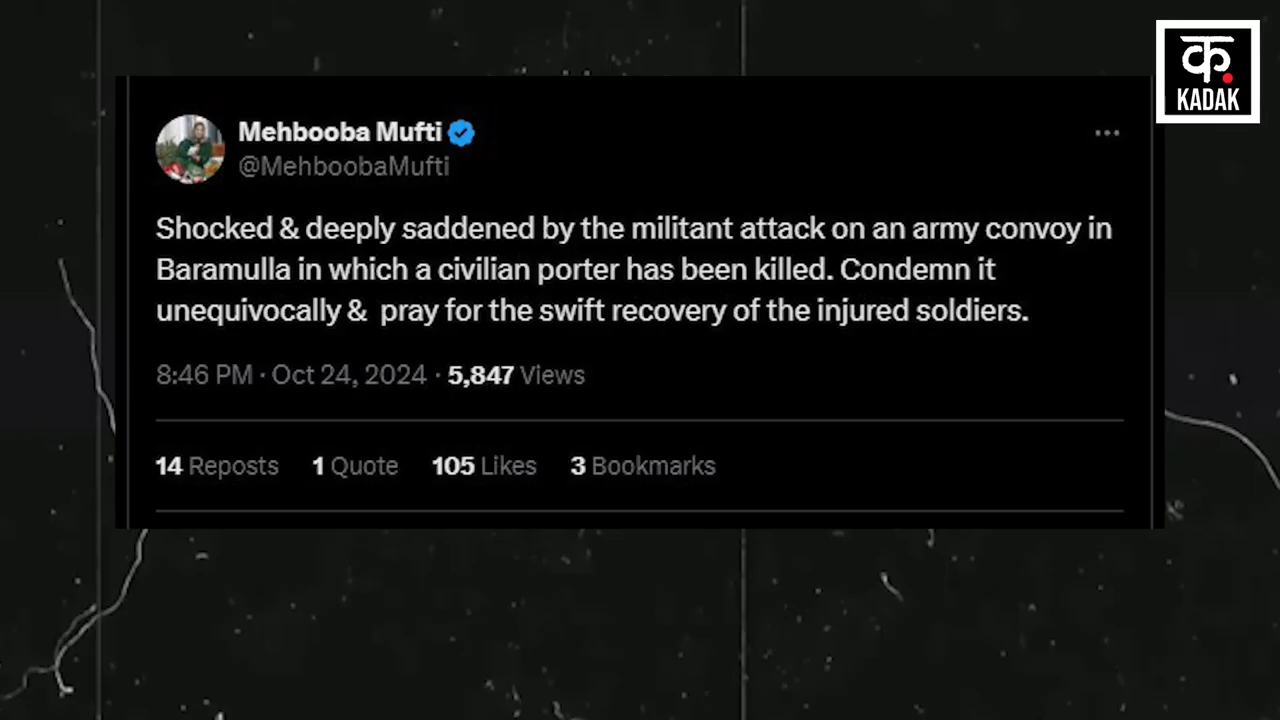 क.
KADAK
Mehbooba Mufti
@MehboobaMufti
Shocked & deeply saddened by the militant attack on an army convoy in
Baramulla in which a civilian porter has been killed. Condemn it
unequivocally &  pray for the swift recovery of the injured soldiers.
8:46 PM · Oct 24, 2024 · 5,847 Views
14 Reposts 1 Quote 105 Likes 3 Bookmarks